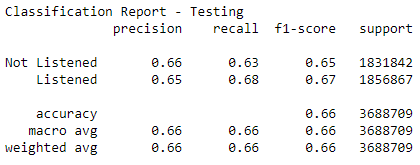 Classification Report - Testing
precision recall f1-score support
Not Listened 0.66 0.63 0.65 1831842
Listened 0.65 0.68 0.67 1856867
accuracy 0.66 3688709
macro avg 0.66 0.66 0.66 3688709
weighted avg 0.66 0.66 0.66 3688709